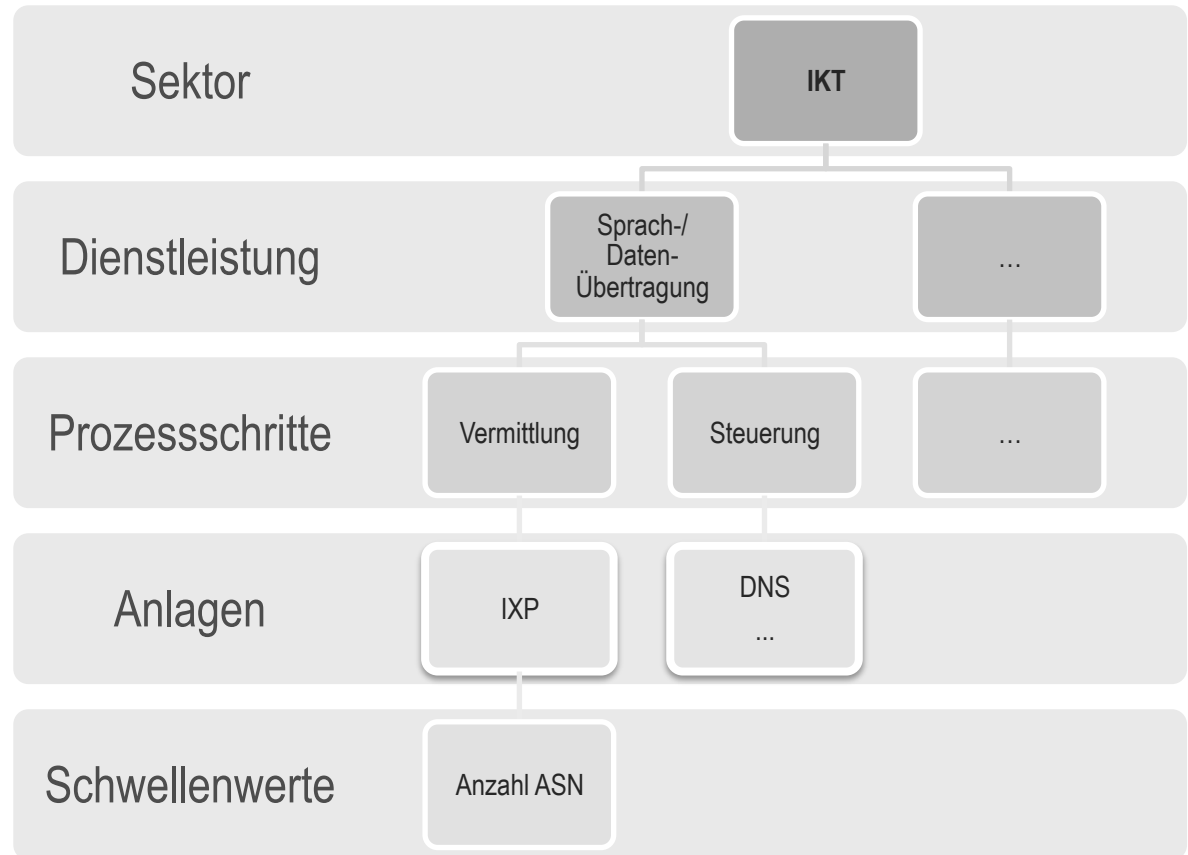 Sektor
IKT
Dienstleistung
Sprach-/
Daten-
Übertragung
…
Prozessschritte
Vermittlung
Steuerung
…
Anlagen
IXP
DNS
...
Schwellenwerte
Anzahl ASN